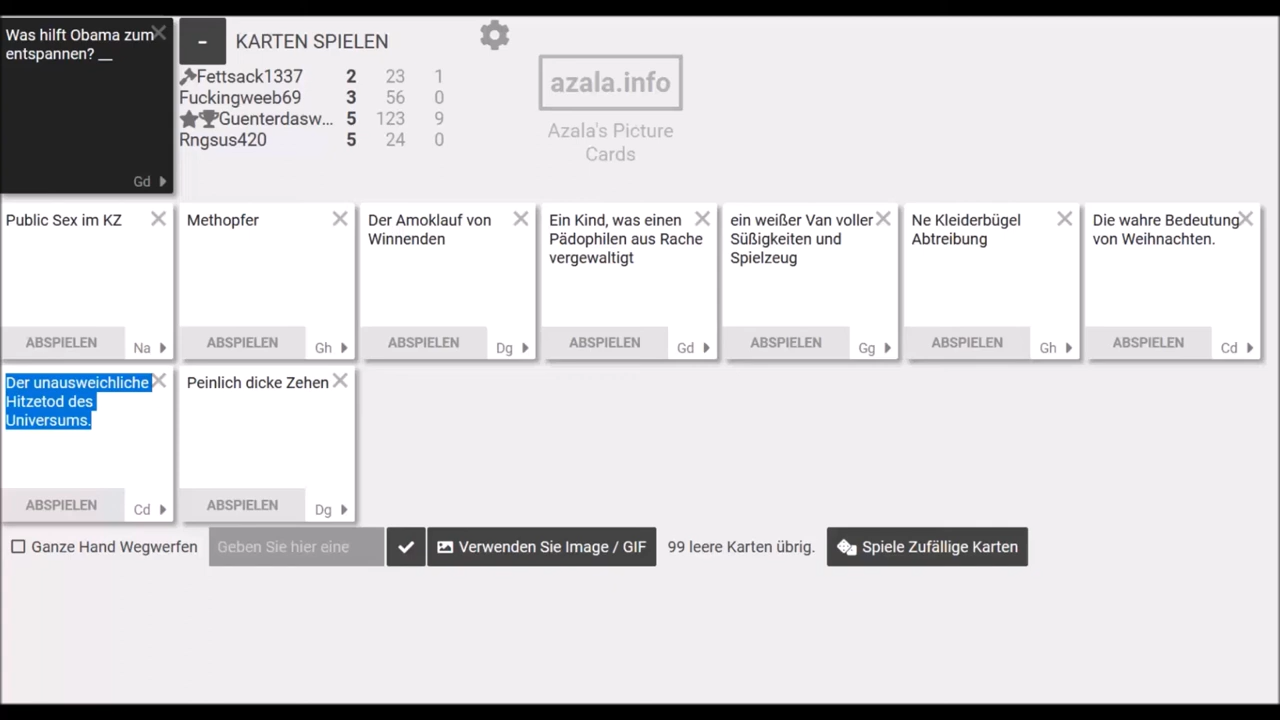 Was hilft Obama zum
entspannen? __
Gd
-
KARTEN SPIELEN
Fettsack1337 2 23 1
Fuckingweeb69 3 56 0
Guenterdasw... 5 123 9
Rngsus420 5 24 0
azala.info
Azala's Picture
Cards
Public Sex im KZ
ABSPIELEN
Na
Methopfer
ABSPIELEN
Gh
Der Amoklauf von
Winnenden
ABSPIELEN
Dg
Ein Kind, was einen
Pädophilen aus Rache
vergewaltigt
ABSPIELEN
Gd
ein weißer Van voller
Süßigkeiten und
Spielzeug
ABSPIELEN
Gg
Ne Kleiderbügel
Abtreibung
ABSPIELEN
Gh
Die wahre Bedeutung
von Weihnachten.
ABSPIELEN
Cd
Der unausweichliche
Hitzetod des
Universums.
ABSPIELEN
Cd
Peinlich dicke Zehen
ABSPIELEN
Dg
Ganze Hand Wegwerfen
Geben Sie hier eine
Verwenden Sie Image / GIF
99 leere Karten übrig.
Spiele Zufällige Karten